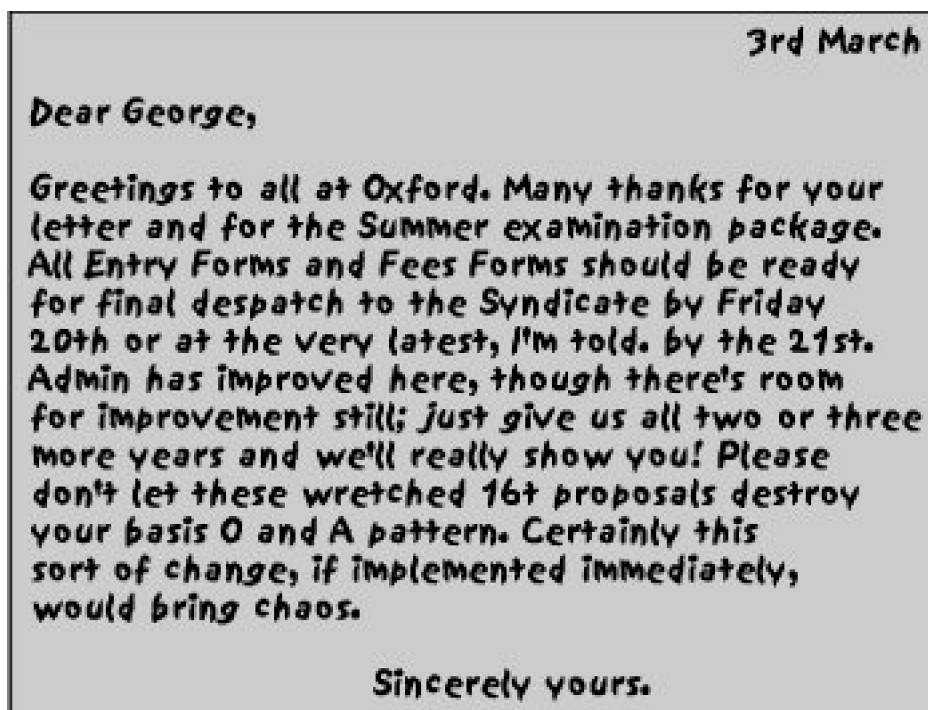 3rd March
Dear George,
Greetings to all at Oxford. Many thanks for your
letter and for the Summer examination package.
All Entry Forms and Fees Forms should be ready
for final despatch to the Syndicate by Friday
20th or at the very latest, I'm told. by the 21st.
Admin has improved here, though there's room
for improvement still; just give us all two or three
more years and we'll really show you! Please
don't let these wretched 16t proposals destroy
your basis O and A pattern. Certainly this
sort of change, if implemented immediately,
would bring chaos.
Sincerely yours.